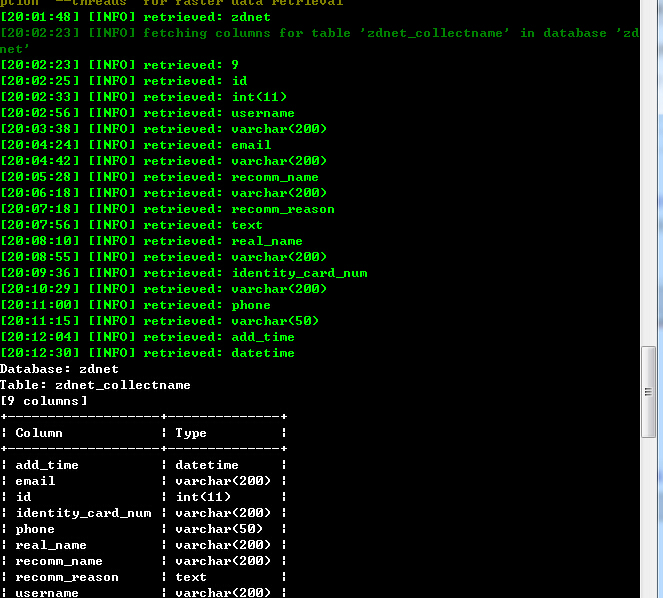 ption '--threads' for faster data retrieval
[20:01:48] [INFO] retrieved: zdnet
[20:02:23] [INFO] fetching columns for table 'zdnet_collectname' in database 'zd
net'
[20:02:23] [INFO] retrieved: 9
[20:02:25] [INFO] retrieved: id
[20:02:33] [INFO] retrieved: int(11)
[20:02:56] [INFO] retrieved: username
[20:03:38] [INFO] retrieved: varchar(200)
[20:04:24] [INFO] retrieved: email
[20:04:42] [INFO] retrieved: varchar(200)
[20:05:28] [INFO] retrieved: recomm_name
[20:06:18] [INFO] retrieved: varchar(200)
[20:07:18] [INFO] retrieved: recomm_reason
[20:07:56] [INFO] retrieved: text
[20:08:10] [INFO] retrieved: real_name
[20:08:55] [INFO] retrieved: varchar(200)
[20:09:36] [INFO] retrieved: identity_card_num
[20:10:29] [INFO] retrieved: varchar(200)
[20:11:00] [INFO] retrieved: phone
[20:11:15] [INFO] retrieved: varchar(50)
[20:12:04] [INFO] retrieved: add_time
[20:12:30] [INFO] retrieved: datetime
Database: zdnet
Table: zdnet_collectname
[9 columns]
+-------------------+--------------+
| Column            | Type         |
+-------------------+--------------+
| add_time          | datetime     |
| email             | varchar(200) |
| id                | int(11)      |
| identity_card_num | varchar(200) |
| phone             | varchar(50)  |
| real_name         | varchar(200) |
| recomm_name       | varchar(200) |
| recomm_reason     | text         |
| username          | varchar(200) |